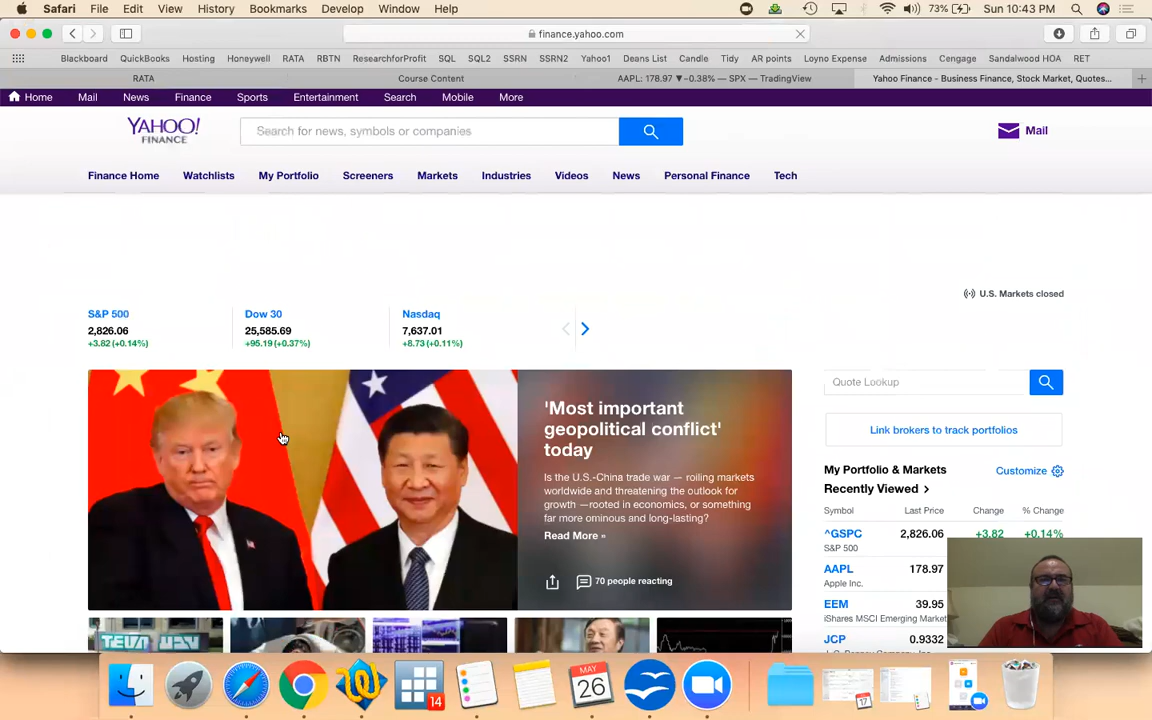 Safari File Edit View History Bookmarks Develop Window Help 73% Sun 10:43 PM
finance.yahoo.com
Blackboard QuickBooks Hosting Honeywell RATA RBTN ResearchforProfit SQL SQL2 SSRN SSRN2 Yahoo1 Deans List Candle Tidy AR points Loyno Expense Admissions Cengage Sandalwood HOA RET
RATA Course Content AAPL: 178.97 ▼−0.38% — SPX — TradingView Yahoo Finance - Business Finance, Stock Market, Quotes...
Home Mail News Finance Sports Entertainment Search Mobile More
YAHOO!
FINANCE
Search for news, symbols or companies
Mail
Finance Home Watchlists My Portfolio Screeners Markets Industries Videos News Personal Finance Tech
U.S. Markets closed
S&P 500 Dow 30 Nasdaq
2,826.06 25,585.69 7,637.01
+3.82 (+0.14%) +95.19 (+0.37%) +8.73 (+0.11%)
'Most important
geopolitical conflict'
today
Is the U.S.-China trade war — roiling markets
worldwide and threatening the outlook for
growth —rooted in economics, or something
far more ominous and long-lasting?
Read More »
70 people reacting
Quote Lookup
Link brokers to track portfolios
My Portfolio & Markets Customize
Recently Viewed >
Symbol Last Price Change % Change
^GSPC 2,826.06 +3.82 +0.14%
S&P 500
AAPL 178.97
Apple Inc.
EEM 39.95
iShares MSCI Emerging Market
JCP 0.9332
14
MAY
26
17